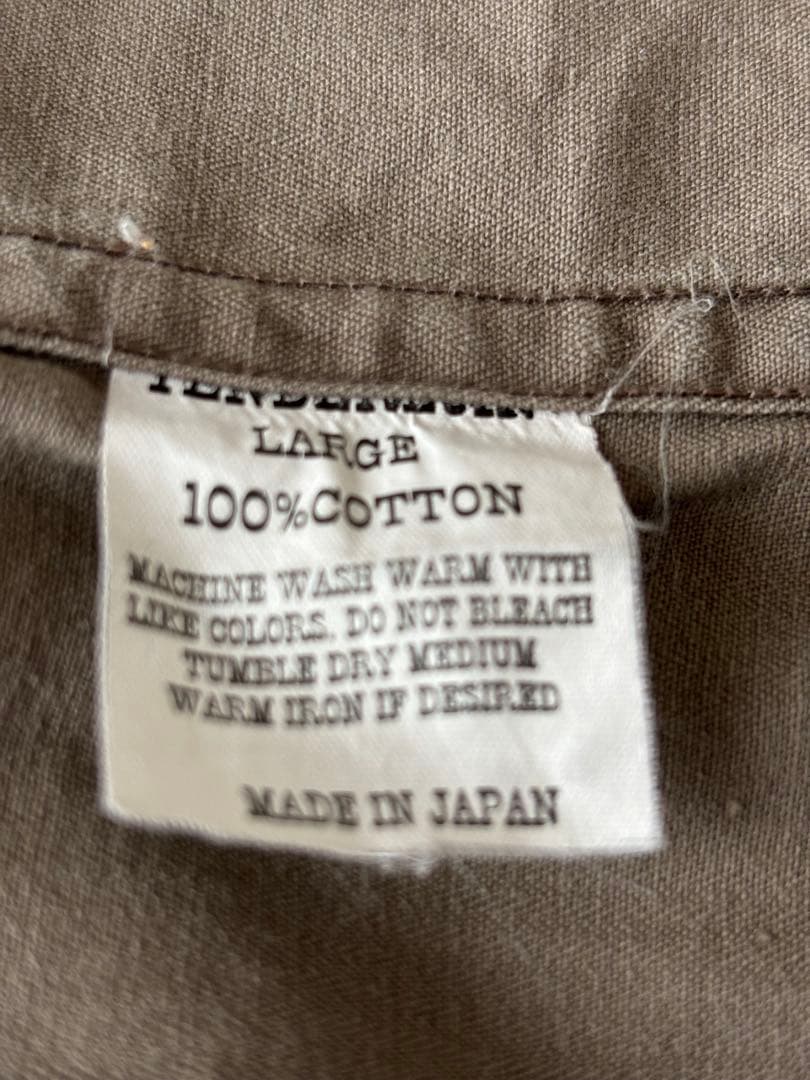 TENDERLOIN
LARGE
100%COTTON
MACHINE WASH WARM WITH
LIKE COLORS. DO NOT BLEACH
TUMBLE DRY MEDIUM
WARM IRON IF DESIRED
MADE IN JAPAN